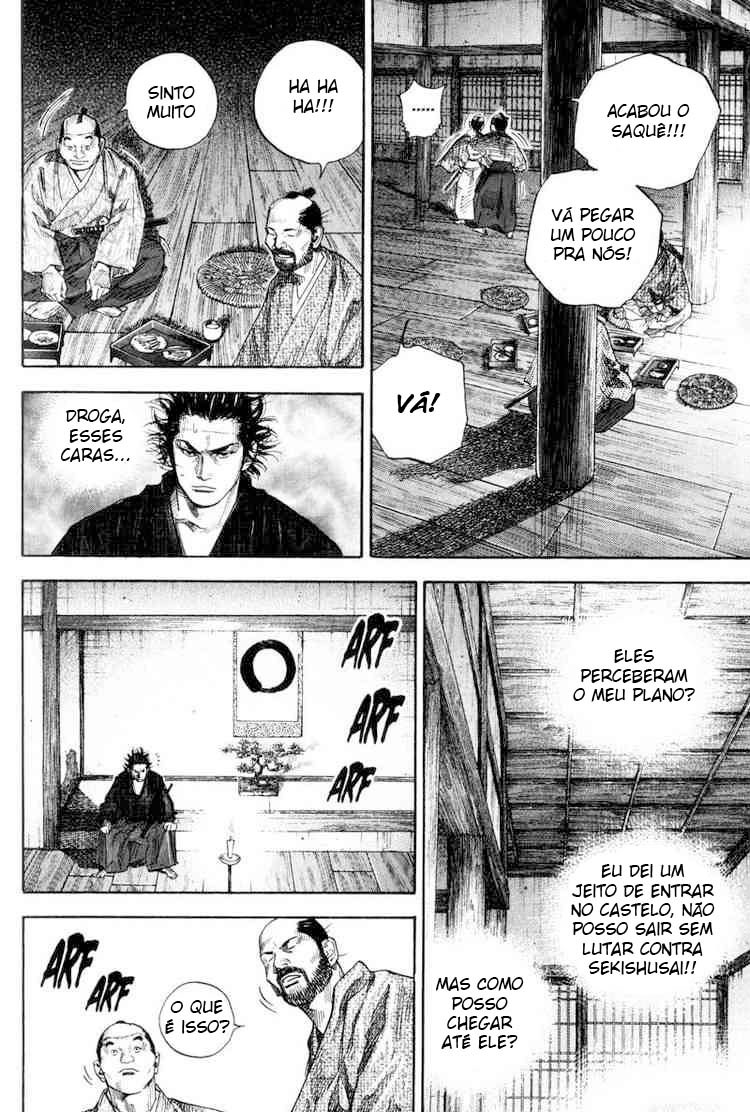 ACABOU O
SAQUÊ!!!
VÁ PEGAR
UM POUCO
PRA NÓS!
.....
VÁ!
HA HA
HA!!!
SINTO
MUITO
DROGA,
ESSES
CARAS...
ELES
PERCEBERAM
O MEU PLANO?
EU DEI UM
JEITO DE ENTRAR
NO CASTELO, NÃO
POSSO SAIR SEM
LUTAR CONTRA
SEKISHUSAI!!
MAS COMO
POSSO
CHEGAR
ATÉ ELE?
ARF
ARF
ARF
O QUE
É ISSO?
ARF
ARF